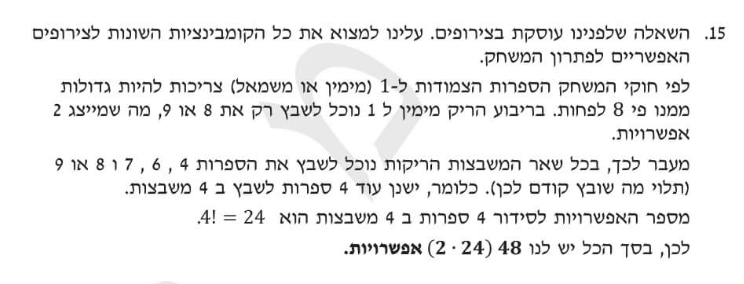 15. השאלה שלפנינו עוסקת בצירופים. עלינו למצוא את כל הקומבינציות השונות לצירופים
האפשריים לפתרון המשחק.
לפי חוקי המשחק הספרות הצמודות ל-1 (מימין או משמאל) צריכות להיות גדולות
ממנו פי 8 לפחות. בריבוע הריק מימין ל 1 נוכל לשבץ רק את 8 או 9, מה שמייצג 2
אפשרויות.
מעבר לכך, בכל שאר המשבצות הריקות נוכל לשבץ את הספרות 4 , 6 , 7 ו 8 או 9
(תלוי מה שובץ קודם לכן). כלומר, ישנן עוד 4 ספרות לשבץ ב 4 משבצות.
מספר האפשרויות לסידור 4 ספרות ב 4 משבצות הוא 4! = 24.
לכן, בסך הכל יש לנו 48 (2 · 24) אפשרויות.